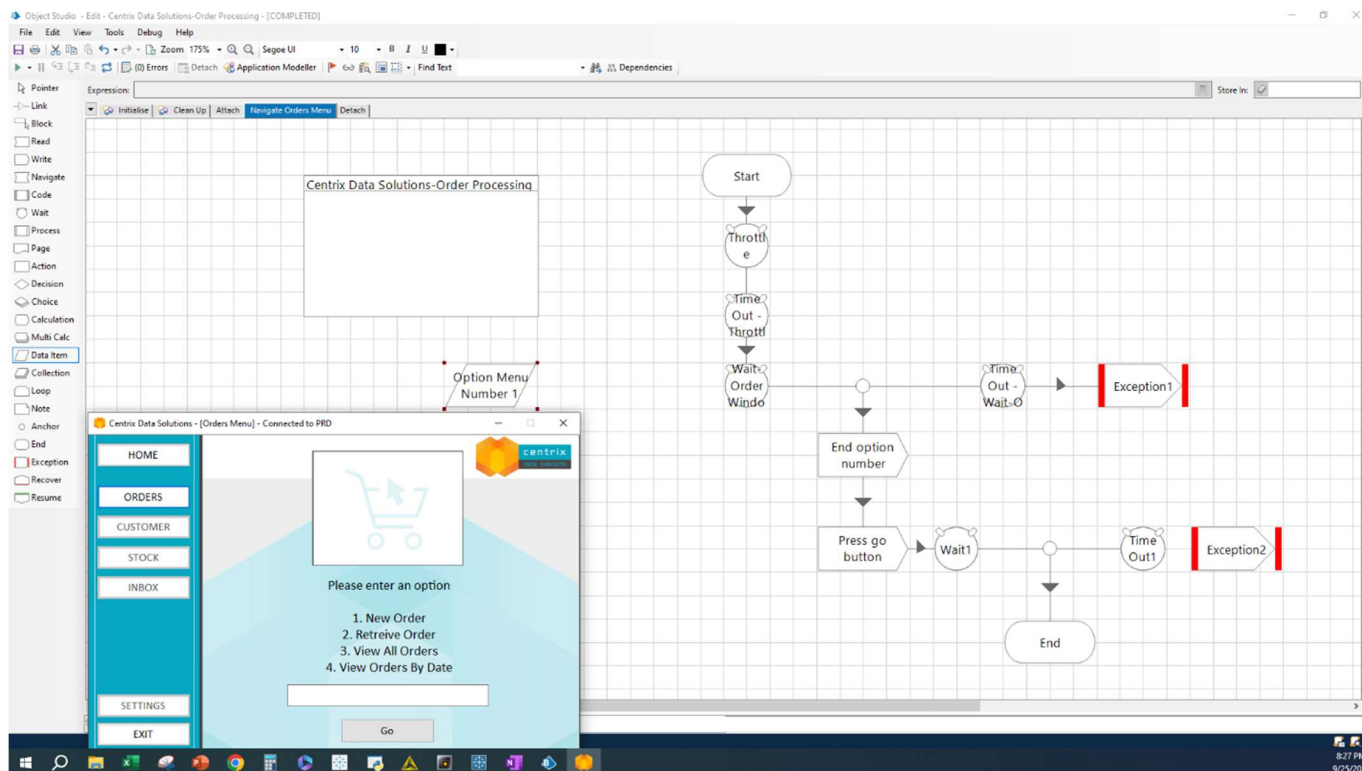 Object Studio - Edit - Centrix Data Solutions-Order Processing - [COMPLETED]
File Edit View Tools Debug Help
Zoom 175% Segoe UI 10 B I U
(0) Errors Detach Application Modeller Find Text Dependencies
Pointer
Link
Block
Read
Write
Navigate
Code
Wait
Process
Page
Action
Decision
Choice
Calculation
Multi Calc
Data Item
Collection
Loop
Note
Anchor
End
Exception
Recover
Resume
Expression: Store In:
Initialise Clean Up Attach Navigate Orders Menu Detach
Centrix Data Solutions-Order Processing
Option Menu
Number 1
Start
Throttl
e
Time
Out -
Throttl
Wait-
Order
Windo
Time
Out -
Wait-O
Exception1
End option
number
Press go
button
Wait1
Time
Out1
Exception2
End
Centrix Data Solutions - [Orders Menu] - Connected to PRD
HOME
ORDERS
CUSTOMER
STOCK
INBOX
SETTINGS
EXIT
centrix
data solutions
Please enter an option
1. New Order
2. Retreive Order
3. View All Orders
4. View Orders By Date
Go
8:27 PM
9/25/20